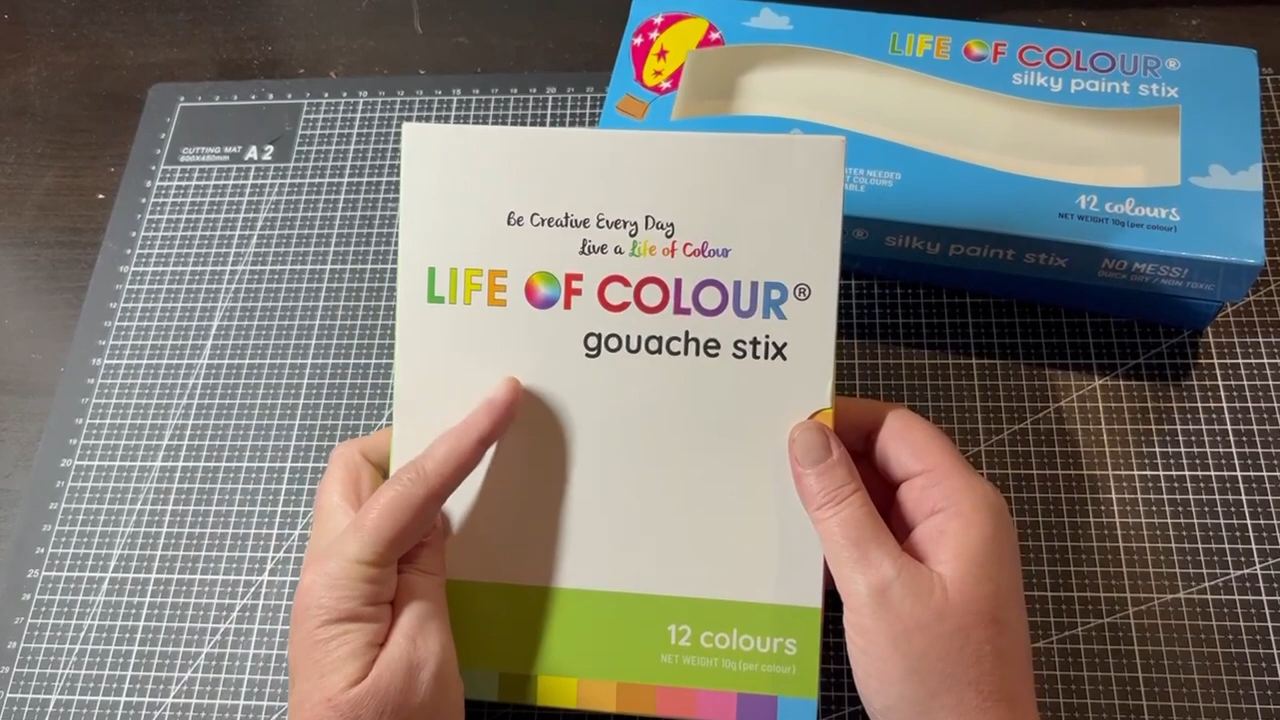 LIFE OF COLOUR®
silky paint stix
12 colours
NET WEIGHT 10g (per colour)
silky paint stix
NO MESS!
QUICK DRY / NON TOXIC
CUTTING MAT
600X450mm
A2
Be Creative Every Day
Live a Life of Colour
LIFE OF COLOUR®
gouache stix
12 colours
NET WEIGHT 10g (per colour)